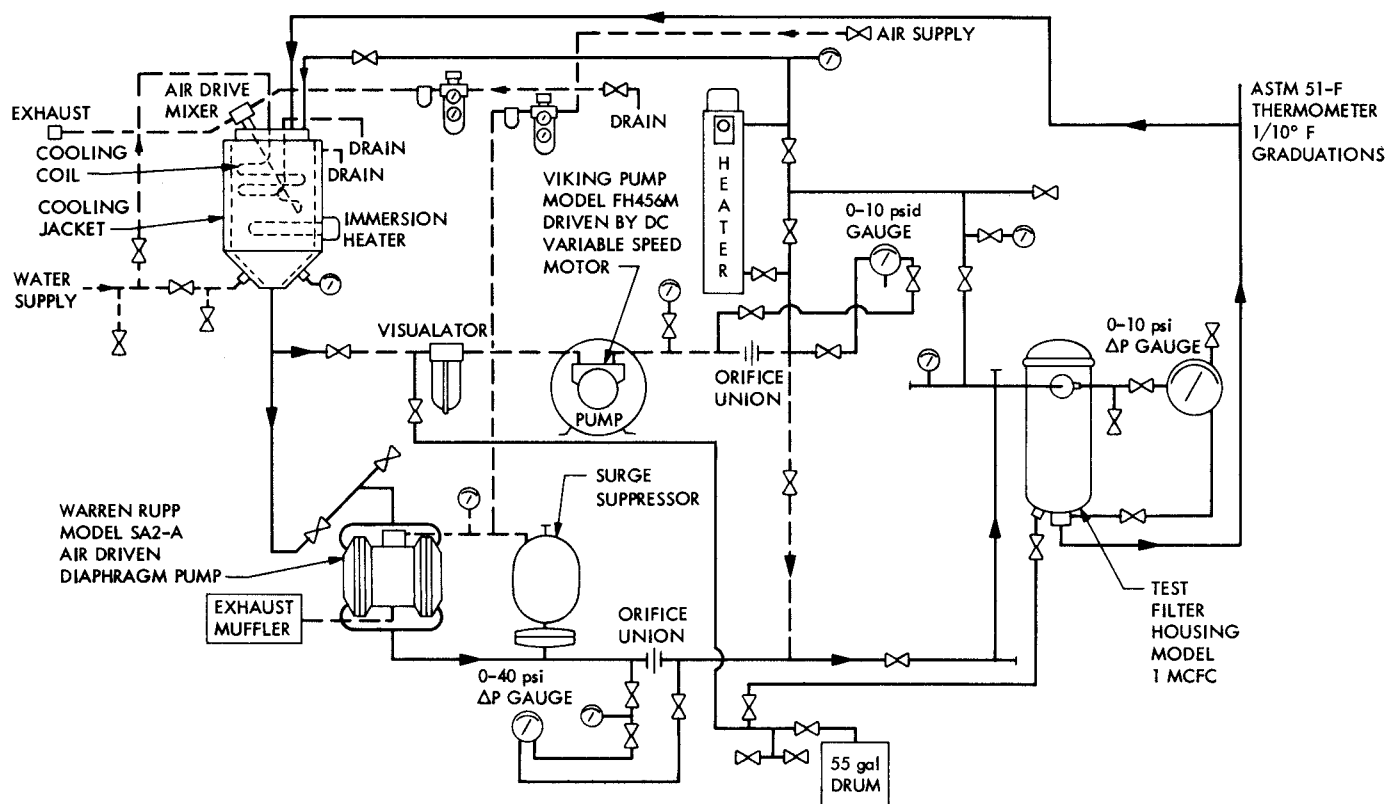 AIR SUPPLY
AIR DRIVE
MIXER
EXHAUST
COOLING
COIL
COOLING
JACKET
DRAIN
DRAIN
DRAIN
IMMERSION
HEATER
WATER
SUPPLY
VIKING PUMP
MODEL FH456M
DRIVEN BY DC
VARIABLE SPEED
MOTOR
HEATER
0-10 psid
GAUGE
ASTM 51-F
THERMOMETER
1/10° F
GRADUATIONS
VISUALATOR
PUMP
ORIFICE
UNION
0-10 psi
ΔP GAUGE
SURGE
SUPPRESSOR
WARREN RUPP
MODEL SA2-A
AIR DRIVEN
DIAPHRAGM PUMP
EXHAUST
MUFFLER
ORIFICE
UNION
0-40 psi
ΔP GAUGE
TEST
FILTER
HOUSING
MODEL
1 MCFC
55 gal
DRUM